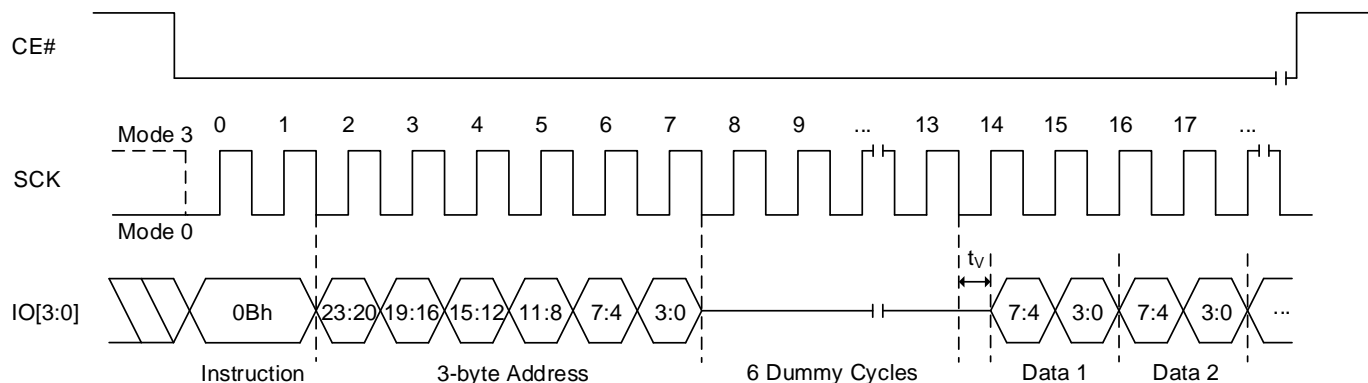 CE#
0 1 2 3 4 5 6 7 8 9 ... 13 14 15 16 17 ...
Mode 3
SCK
Mode 0
tV
IO[3:0] 0Bh 23:20 19:16 15:12 11:8 7:4 3:0 7:4 3:0 7:4 3:0 ...
Instruction 3-byte Address 6 Dummy Cycles Data 1 Data 2